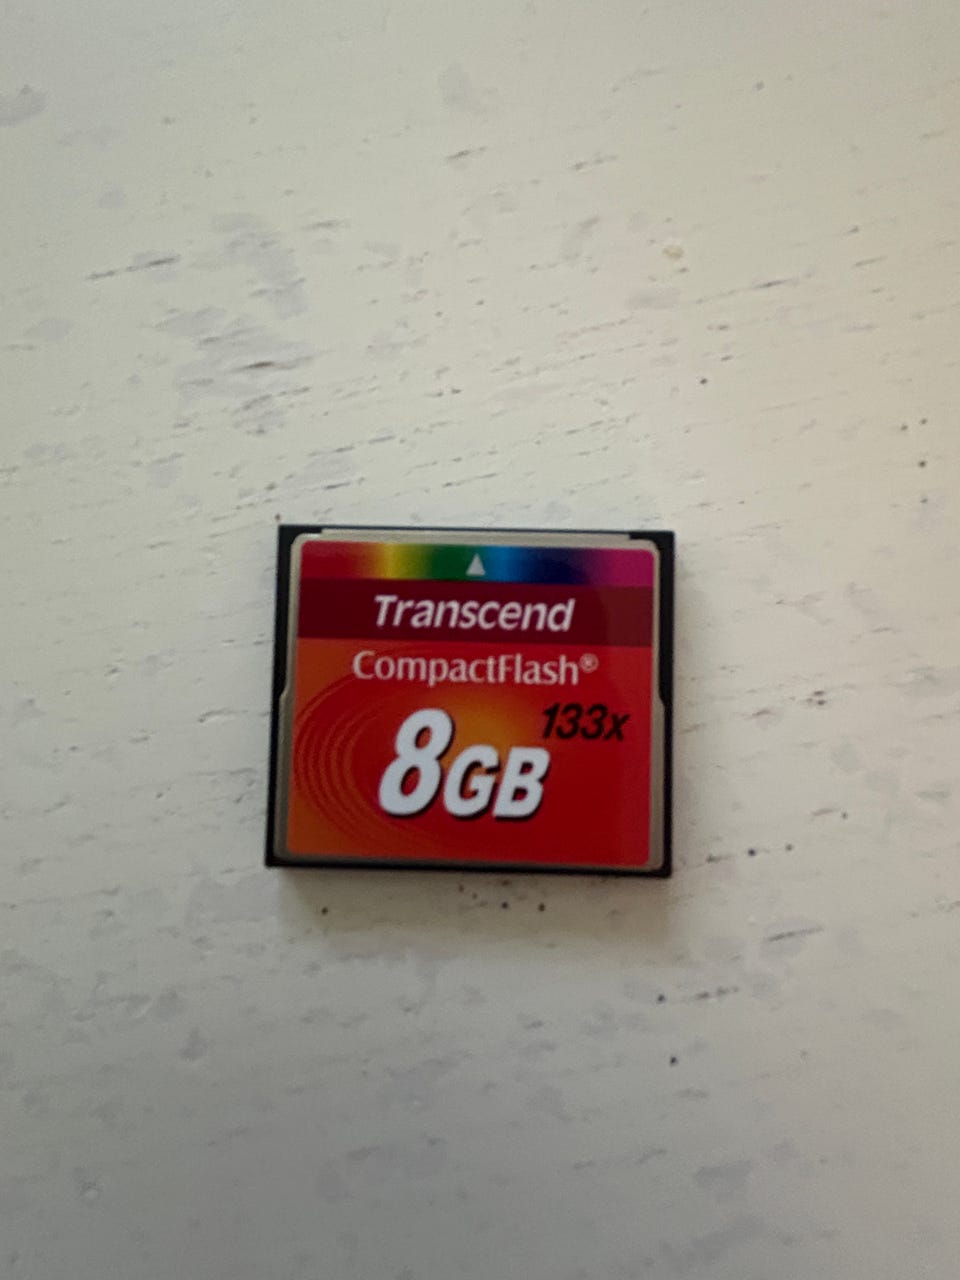 Transcend
CompactFlash®
133x
8GB